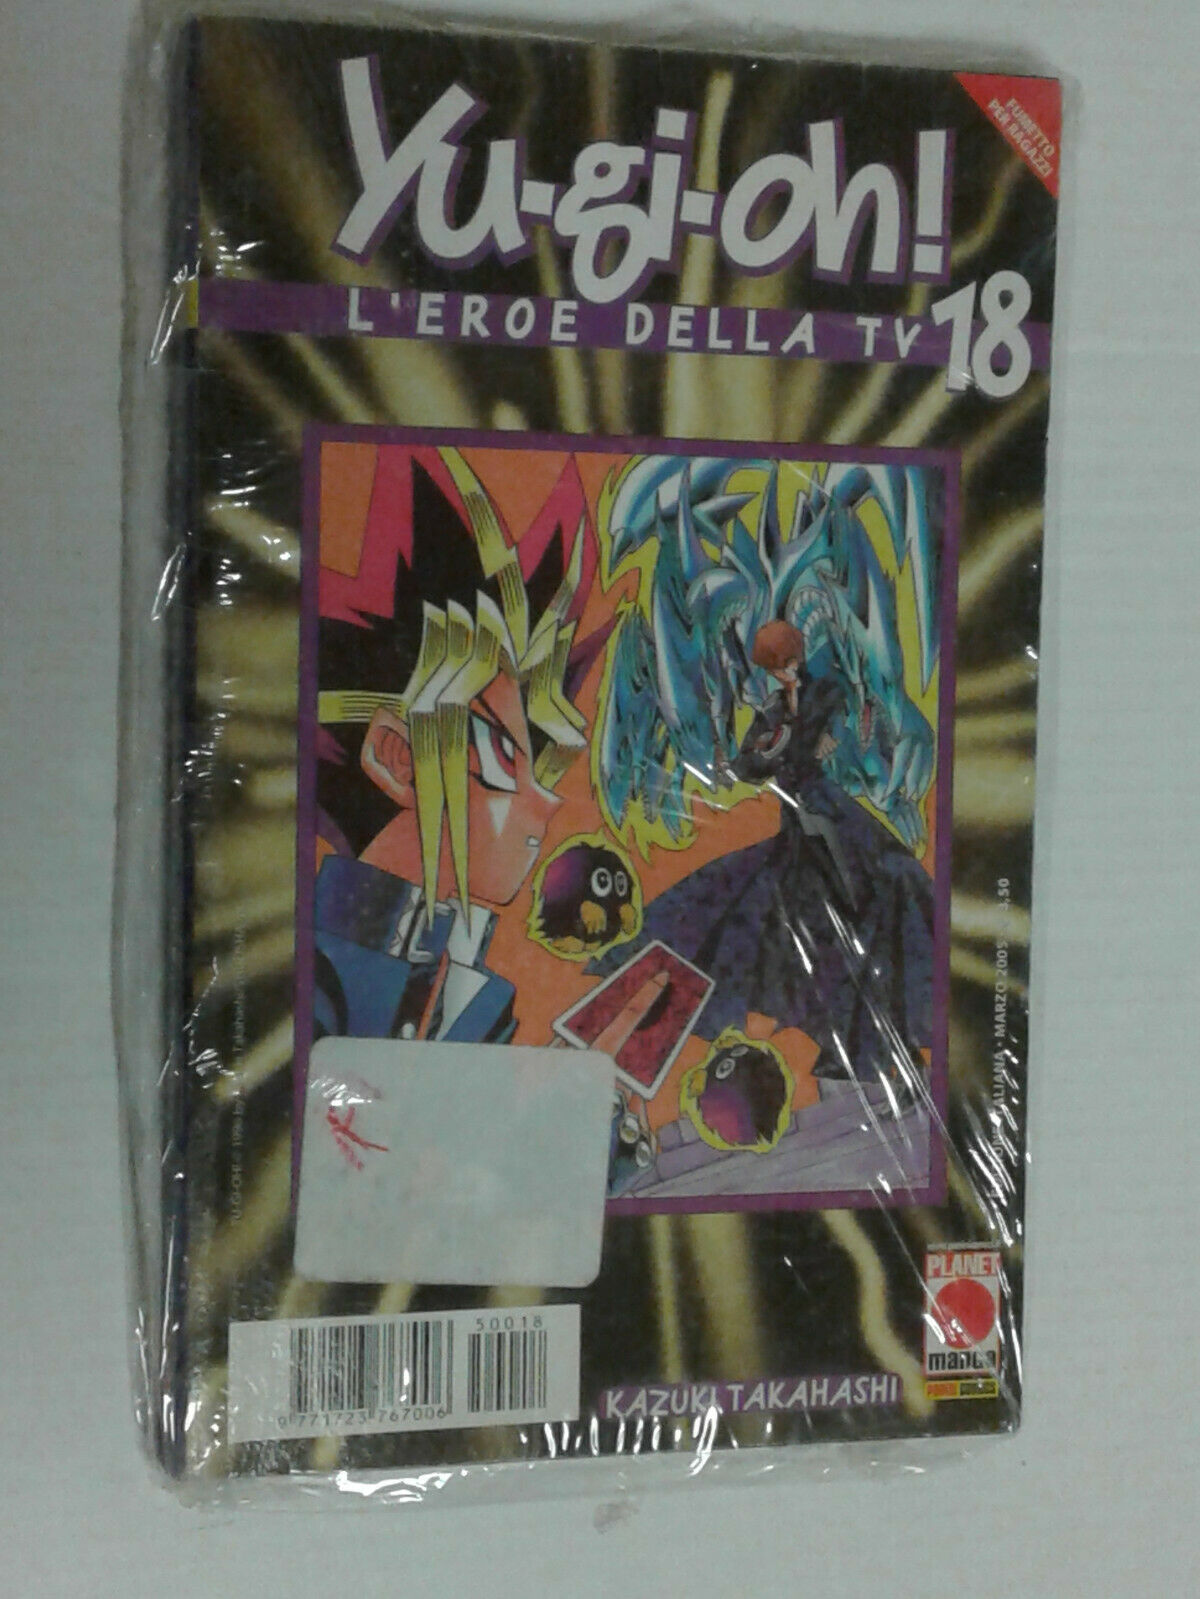 Yu-gi-oh!
FUMETTO
PER RAGAZZI
L'EROE DELLA TV 18
MARZO 2005
50018
9 771723 767006
KAZUKI TAKAHASHI
PLANET
manga